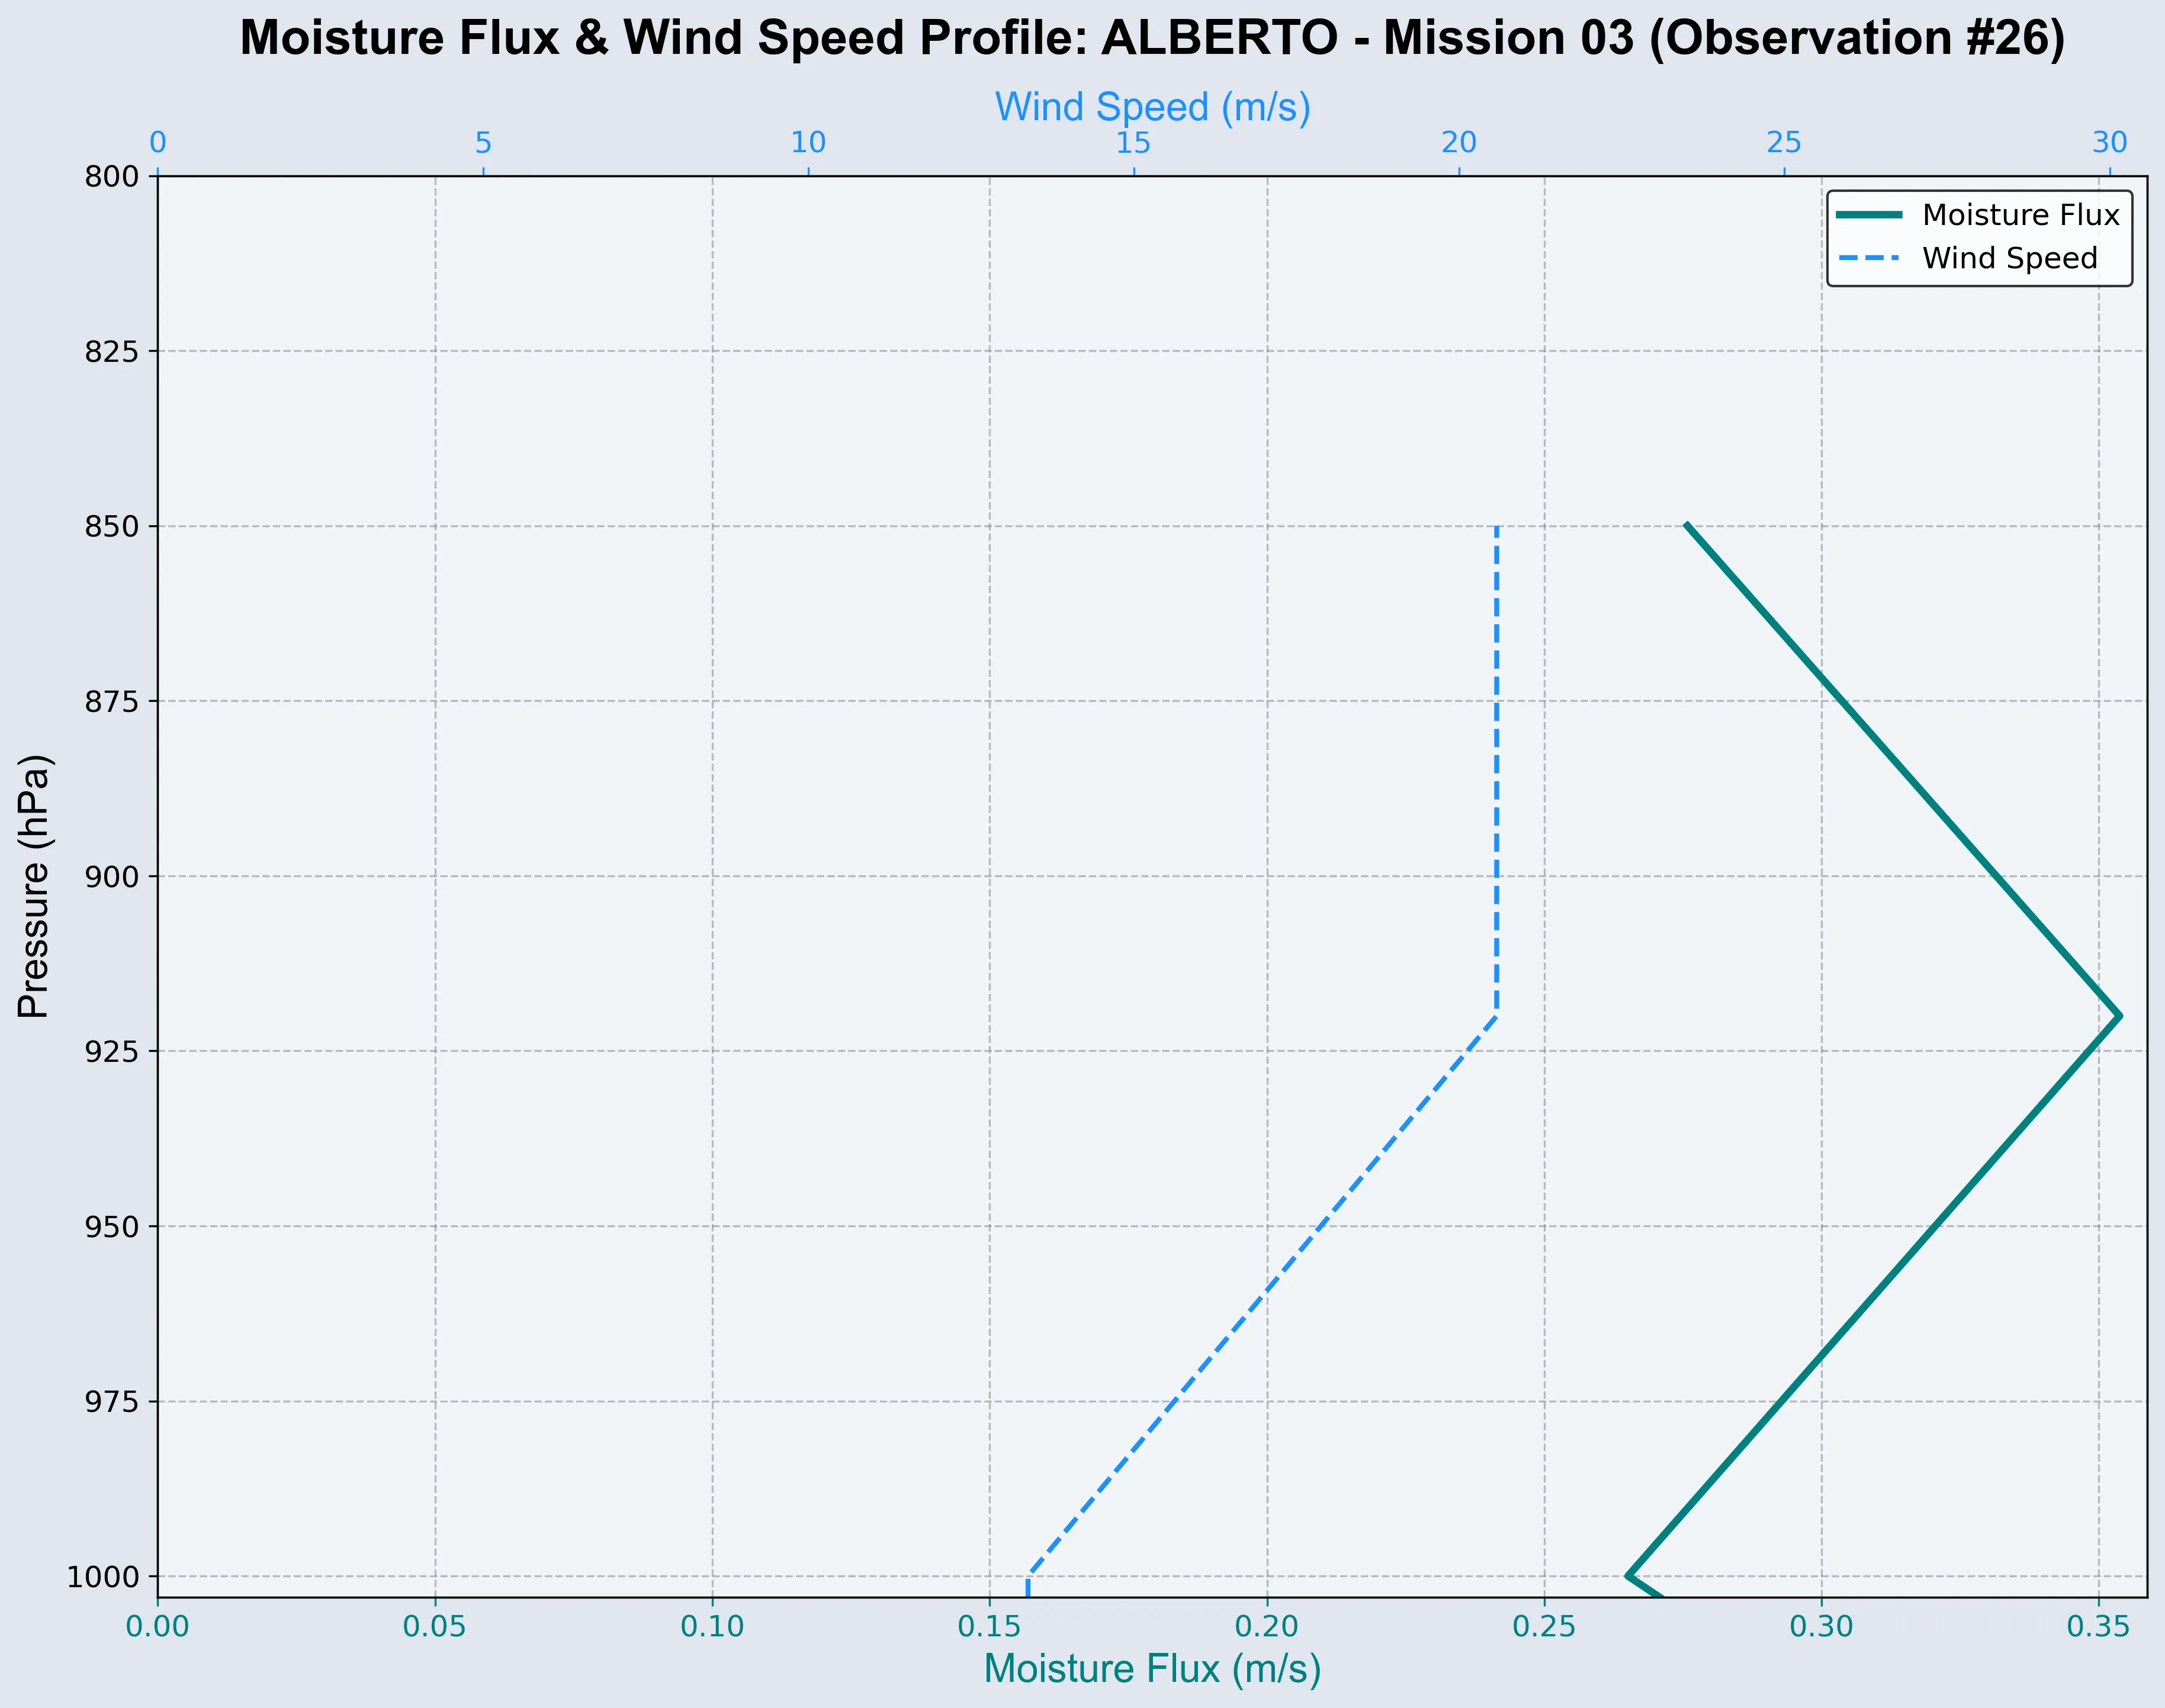 Moisture Flux & Wind Speed Profile: ALBERTO - Mission 03 (Observation #26)
Wind Speed (m/s)
0 5 10 15 20 25 30
Moisture Flux
Wind Speed
Pressure (hPa)
800
825
850
875
900
925
950
975
1000
0.00 0.05 0.10 0.15 0.20 0.25 0.30 0.35
Moisture Flux (m/s)